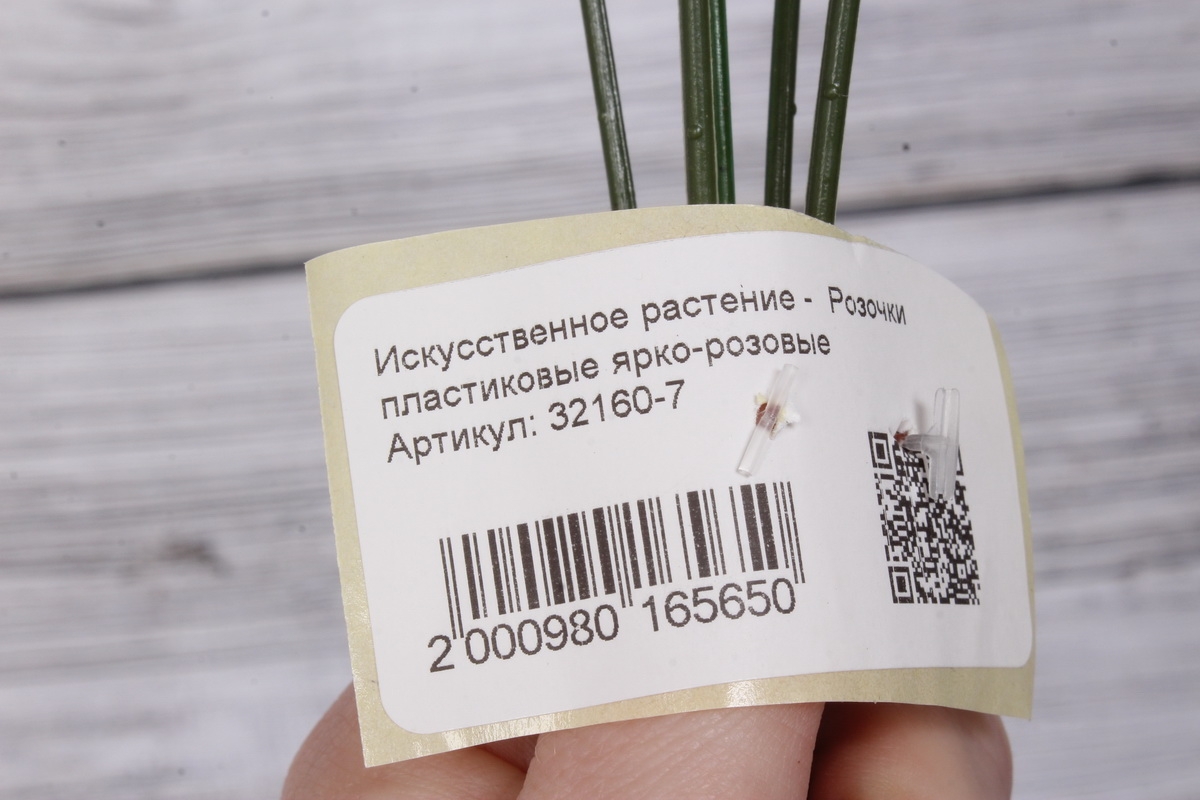 Искусственное растение - Розочки
пластиковые ярко-розовые
Артикул: 32160-7
2 000980 165650